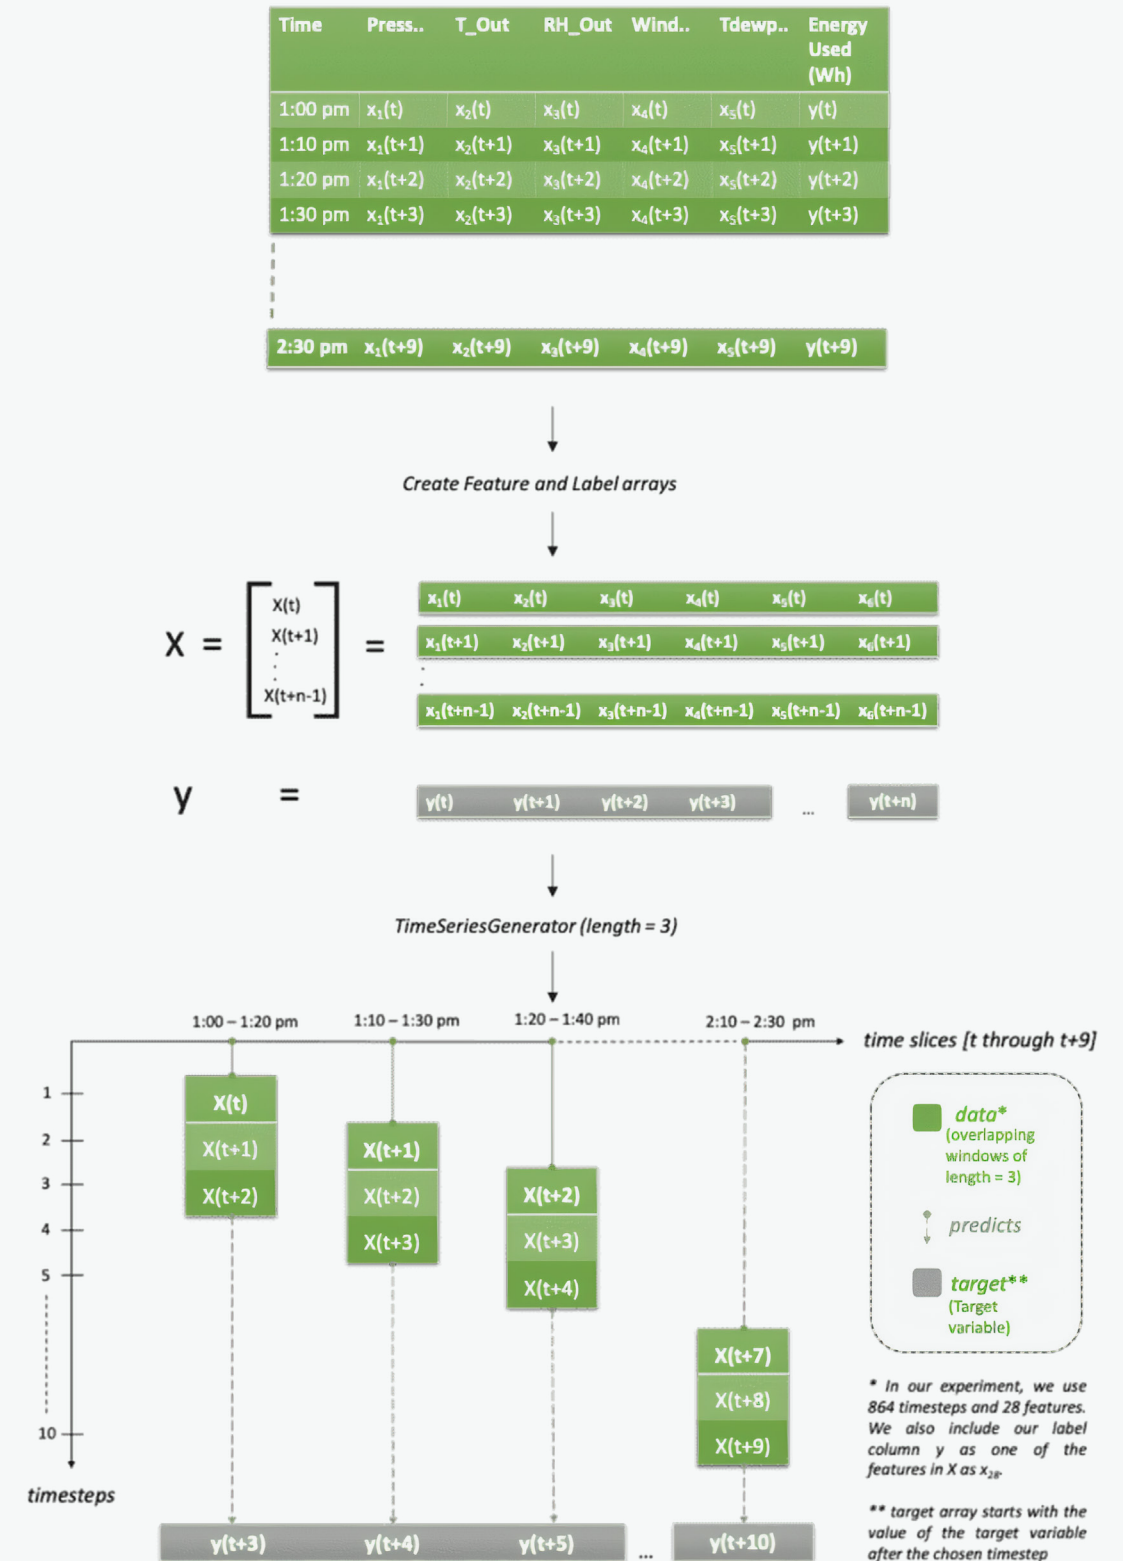 Time Press.. T_Out RH_Out Wind.. Tdewp.. Energy
Used
(Wh)
1:00 pm x₁(t) x₂(t) x₃(t) x₄(t) x₅(t) y(t)
1:10 pm x₁(t+1) x₂(t+1) x₃(t+1) x₄(t+1) x₅(t+1) y(t+1)
1:20 pm x₁(t+2) x₂(t+2) x₃(t+2) x₄(t+2) x₅(t+2) y(t+2)
1:30 pm x₁(t+3) x₂(t+3) x₃(t+3) x₄(t+3) x₅(t+3) y(t+3)
2:30 pm x₁(t+9) x₂(t+9) x₃(t+9) x₄(t+9) x₅(t+9) y(t+9)
Create Feature and Label arrays
X =
X(t)
X(t+1)
.
.
.
X(t+n-1)
=
x₁(t) x₂(t) x₃(t) x₄(t) x₅(t) x₆(t)
x₁(t+1) x₂(t+1) x₃(t+1) x₄(t+1) x₅(t+1) x₆(t+1)
.
.
x₁(t+n-1) x₂(t+n-1) x₃(t+n-1) x₄(t+n-1) x₅(t+n-1) x₆(t+n-1)
y = y(t) y(t+1) y(t+2) y(t+3) ... y(t+n)
TimeSeriesGenerator (length = 3)
1:00 – 1:20 pm 1:10 – 1:30 pm 1:20 – 1:40 pm 2:10 – 2:30 pm
time slices [t through t+9]
1
2
3
4
5
10
timesteps
X(t)
X(t+1)
X(t+2)
X(t+1)
X(t+2)
X(t+3)
X(t+2)
X(t+3)
X(t+4)
X(t+7)
X(t+8)
X(t+9)
y(t+3) y(t+4) y(t+5) ... y(t+10)
data*
(overlapping
windows of
length = 3)
predicts
target**
(Target
variable)
* In our experiment, we use
864 timesteps and 28 features.
We also include our label
column y as one of the
features in X as x₂₈.
** target array starts with the
value of the target variable
after the chosen timestep